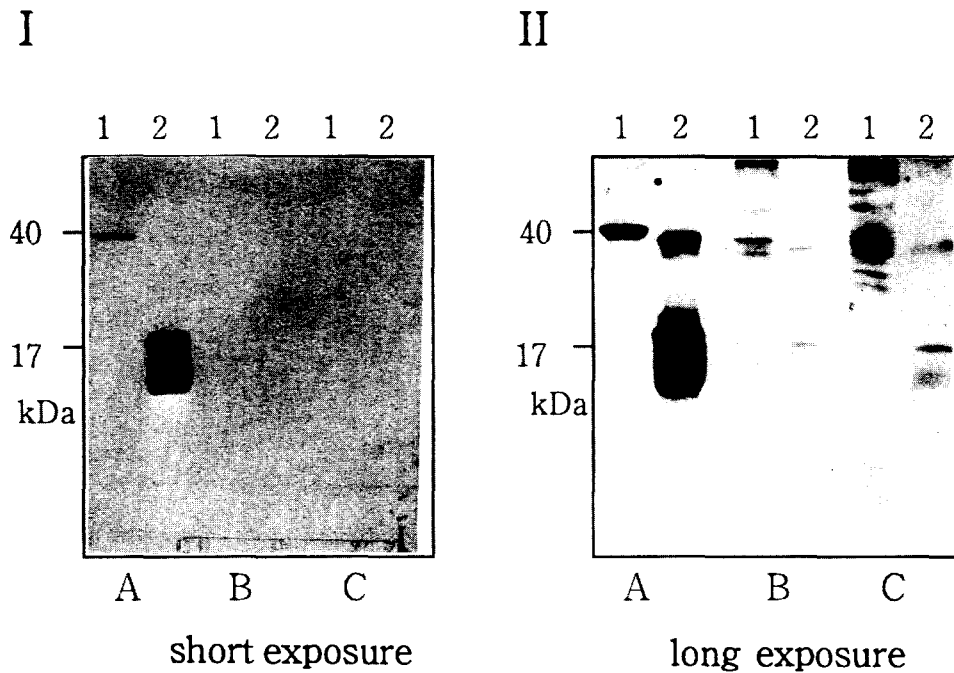 I II
1 2 1 2 1 2 1 2 1 2 1 2
40 40
17 17
kDa kDa
A B C A B C
short exposure long exposure